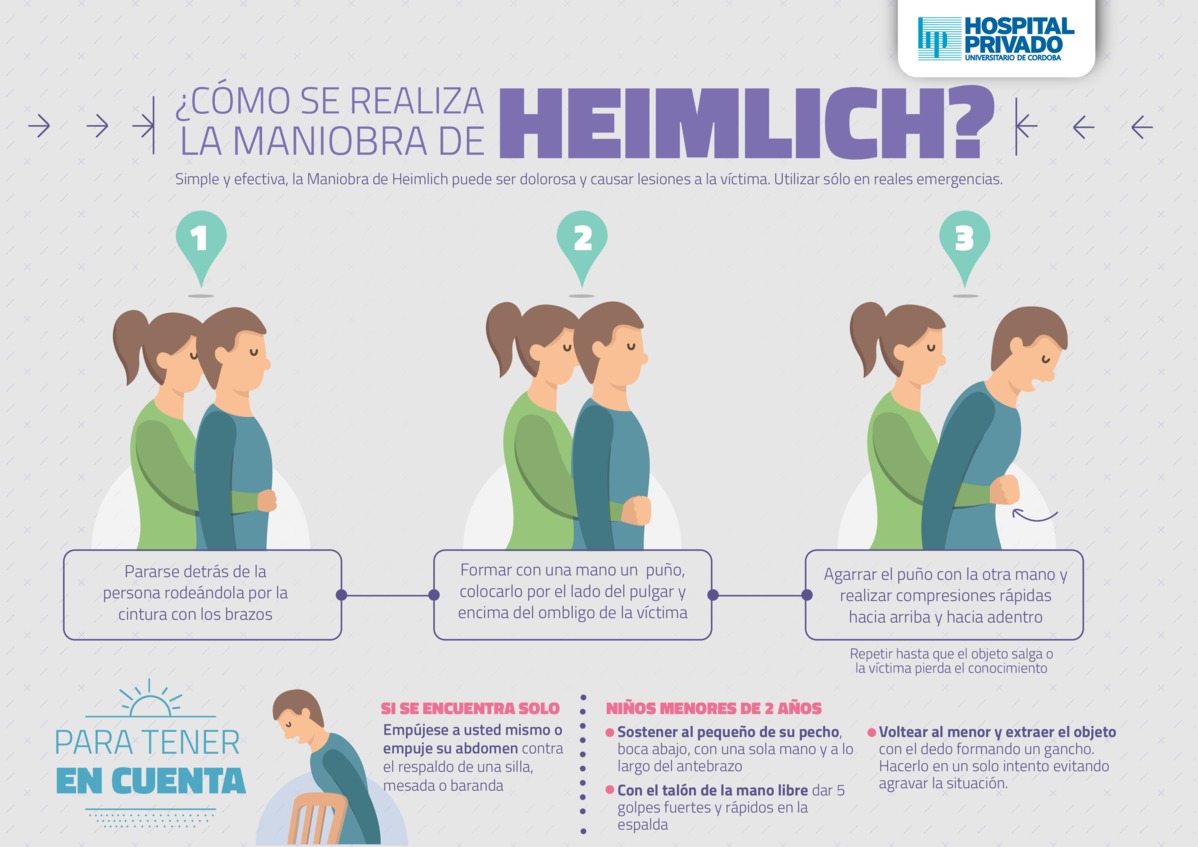 hp HOSPITAL
PRIVADO
UNIVERSITARIO DE CORDOBA
¿CÓMO SE REALIZA
LA MANIOBRA DE
HEIMLICH?
Simple y efectiva, la Maniobra de Heimlich puede ser dolorosa y causar lesiones a la víctima. Utilizar sólo en reales emergencias.
1
2
3
Pararse detrás de la
persona rodeándola por la
cintura con los brazos
Formar con una mano un puño,
colocarlo por el lado del pulgar y
encima del ombligo de la víctima
Agarrar el puño con la otra mano y
realizar compresiones rápidas
hacia arriba y hacia adentro
Repetir hasta que el objeto salga o
la víctima pierda el conocimiento
PARA TENER
EN CUENTA
SI SE ENCUENTRA SOLO
Empújese a usted mismo o
empuje su abdomen contra
el respaldo de una silla,
mesada o baranda
NIÑOS MENORES DE 2 AÑOS
Sostener al pequeño de su pecho,
boca abajo, con una sola mano y a lo
largo del antebrazo
Con el talón de la mano libre dar 5
golpes fuertes y rápidos en la
espalda
Voltear al menor y extraer el objeto
con el dedo formando un gancho.
Hacerlo en un solo intento evitando
agravar la situación.